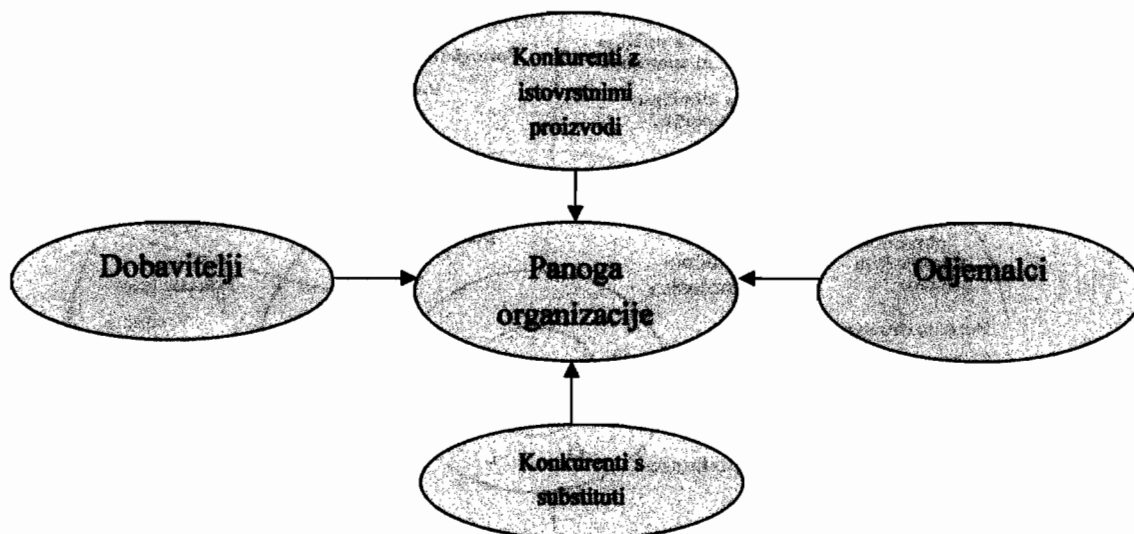 Konkurenti z
istovrstnimi
proizvodi
Dobavitelji
Panoga
organizacije
Odjemalci
Konkurenti s
substituti